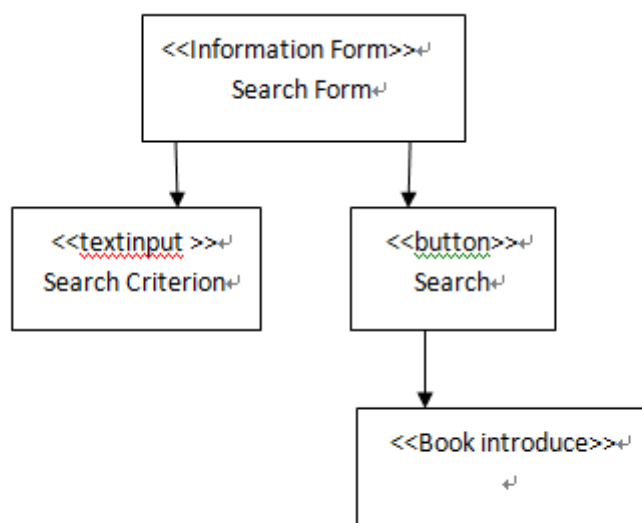 <<Information Form>>
Search Form
<<textinput >>
Search Criterion
<<button>>
Search
<<Book introduce>>